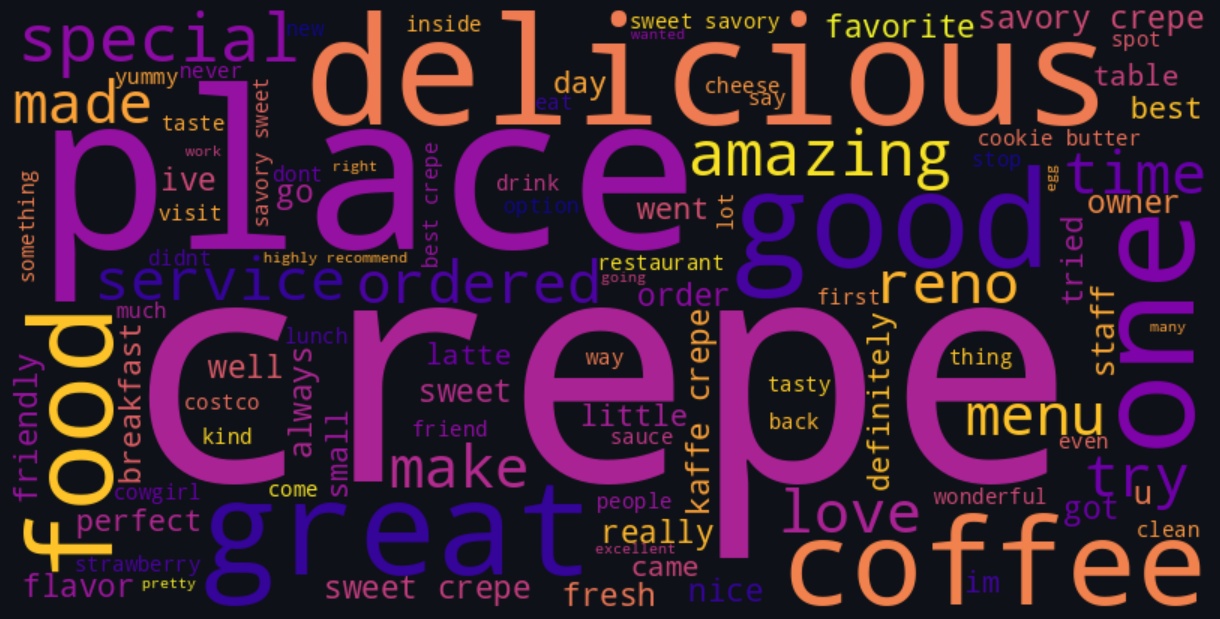 special
new
inside
delicious
sweet savory
wanted
favorite
savory crepe
spot
yummy
never
made
day
eat
cheese
say
table
best
place
taste
savory sweet
work
ive
dont
go
right
visit
something
best crepe
drink
option
went
lot
amazing
cookie butter
stop
egg
time
good
owner
one
tried
didnt
highly recommend
service
ordered
restaurant
going
order
first
reno
much
food
crepe
lunch
breakfast
friendly
well
costco
kind
always
small
latte
sweet
friend
make
way
little
sauce
kaffe crepe
tasty
back
definitely
thing
menu
staff
many
even
try
cowgirl
come
perfect
great
people
really
excellent
came
love
wonderful
got
u
clean
coffee
strawberry
flavor
pretty
sweet crepe
fresh
nice
im